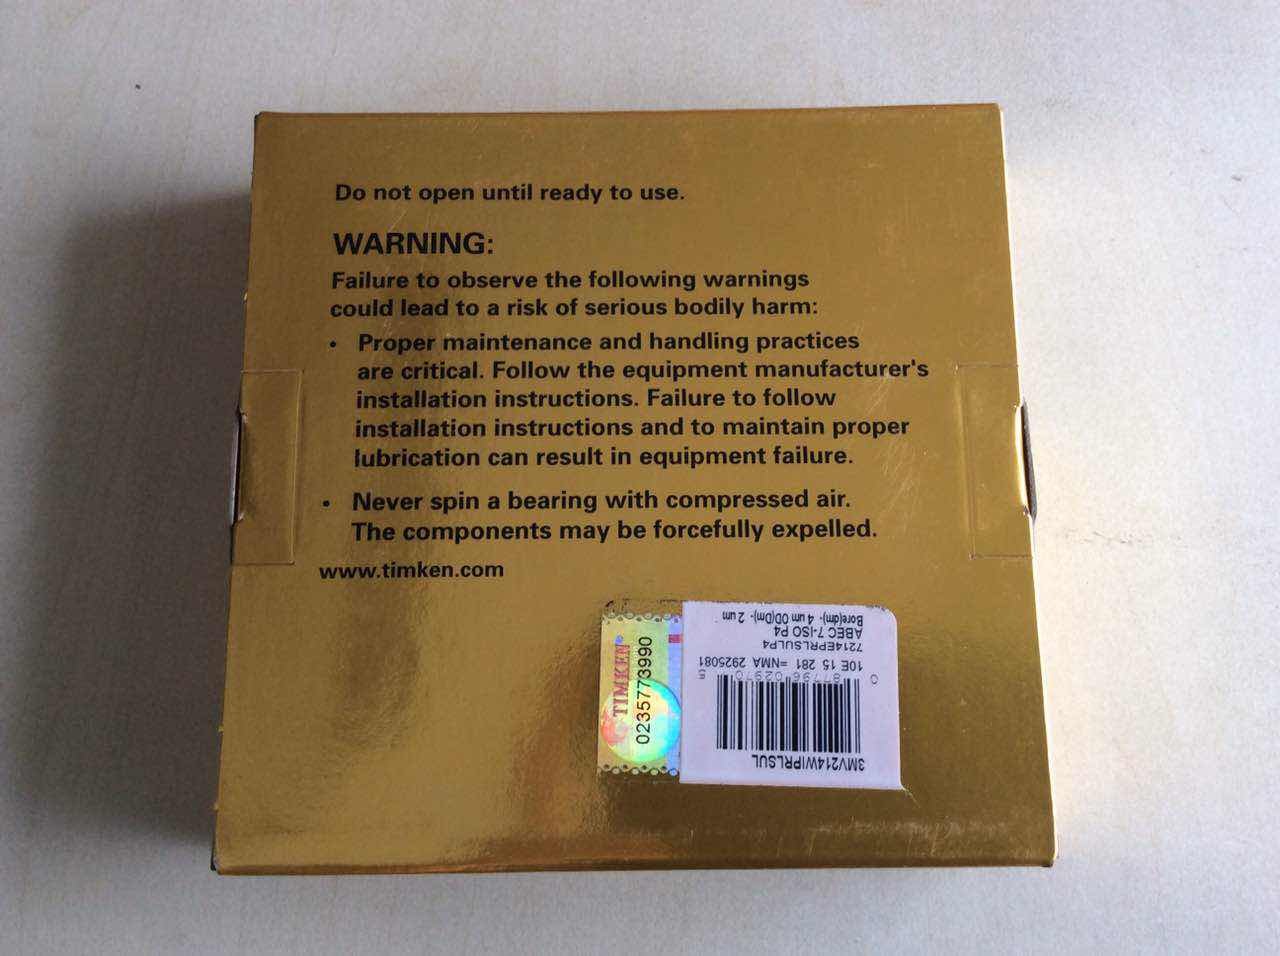 Do not open until ready to use.
WARNING:
Failure to observe the following warnings
could lead to a risk of serious bodily harm:
• Proper maintenance and handling practices
are critical. Follow the equipment manufacturer's
installation instructions. Failure to follow
installation instructions and to maintain proper
lubrication can result in equipment failure.
• Never spin a bearing with compressed air.
The components may be forcefully expelled.
www.timken.com
TIMKEN®
0235773990
3MV214WIPRLSUL
0 87796 02970
10E 15 281 =NMA 2925081
7214EPRLSULP4
ABEC 7-ISO P4
Bore(dm)- 4 um OD(Dm)- 2 um